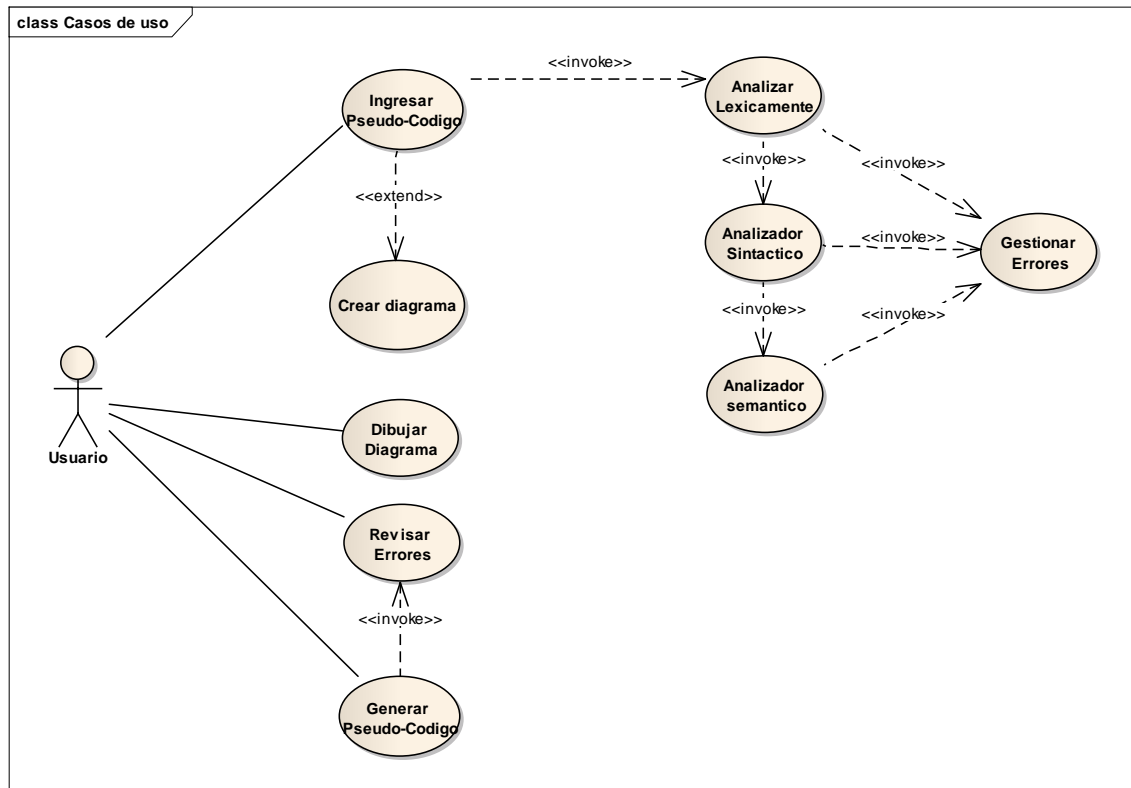 class Casos de uso
<<invoke>>
Ingresar
Pseudo-Codigo
Analizar
Lexicamente
<<invoke>>
<<invoke>>
<<extend>>
Analizador
Sintactico
<<invoke>>
Gestionar
Errores
Crear diagrama
<<invoke>>
<<invoke>>
Analizador
semantico
Usuario
Dibujar
Diagrama
Revisar
Errores
<<invoke>>
Generar
Pseudo-Codigo